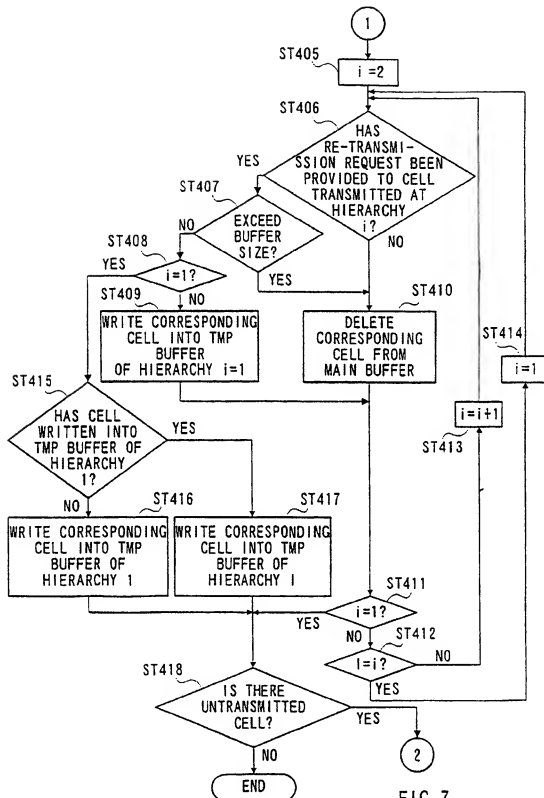 1
ST405
i=2
ST406
HAS
RE-TRANSMI-
SSION REQUEST BEEN
PROVIDED TO CELL
TRANSMITTED AT
HIERARCHY
i?
YES
NO
ST407
EXCEED
BUFFER
SIZE?
NO
YES
ST408
i=1?
YES
NO
ST409
WRITE CORRESPONDING
CELL INTO TMP
BUFFER
OF HIERARCHY i=1
ST410
DELETE
CORRESPONDING
CELL FROM
MAIN BUFFER
ST414
i=1
i=i+1
ST413
ST415
HAS CELL
WRITTEN INTO
TMP BUFFER OF
HIERARCHY
1?
YES
NO
ST416
WRITE CORRESPONDING
CELL INTO TMP
BUFFER OF
HIERARCHY 1
ST417
WRITE CORRESPONDING
CELL INTO TMP
BUFFER OF
HIERARCHY I
ST411
i=1?
YES
NO
ST412
I=i?
NO
YES
ST418
IS THERE
UNTRANSMITTED
CELL?
YES
NO
2
END
FIG.7